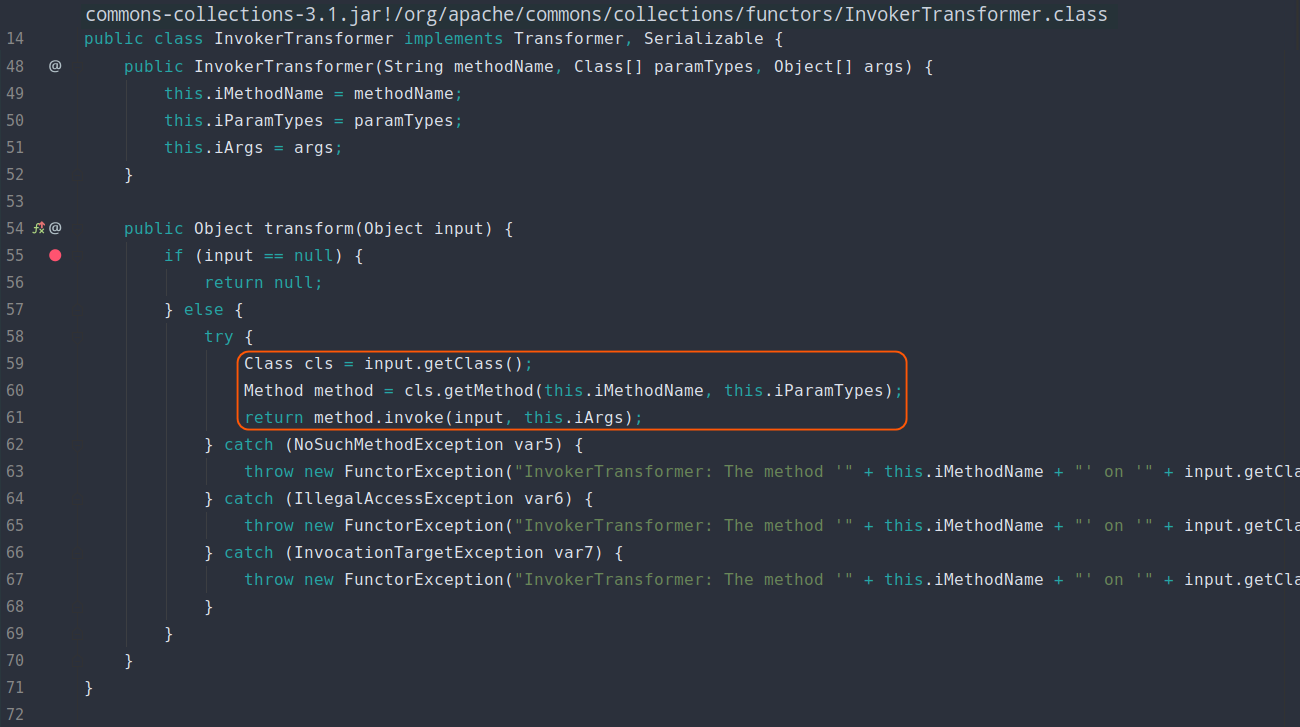 commons-collections-3.1.jar!/org/apache/commons/collections/functors/InvokerTransformer.class
14 public class InvokerTransformer implements Transformer, Serializable {
48 @ public InvokerTransformer(String methodName, Class[] paramTypes, Object[] args) {
49 this.iMethodName = methodName;
50 this.iParamTypes = paramTypes;
51 this.iArgs = args;
52 }
53
54 @ public Object transform(Object input) {
55 if (input == null) {
56 return null;
57 } else {
58 try {
59 Class cls = input.getClass();
60 Method method = cls.getMethod(this.iMethodName, this.iParamTypes);
61 return method.invoke(input, this.iArgs);
62 } catch (NoSuchMethodException var5) {
63 throw new FunctorException("InvokerTransformer: The method '" + this.iMethodName + "' on '" + input.getCla
64 } catch (IllegalAccessException var6) {
65 throw new FunctorException("InvokerTransformer: The method '" + this.iMethodName + "' on '" + input.getCla
66 } catch (InvocationTargetException var7) {
67 throw new FunctorException("InvokerTransformer: The method '" + this.iMethodName + "' on '" + input.getCla
68 }
69 }
70 }
71 }
72